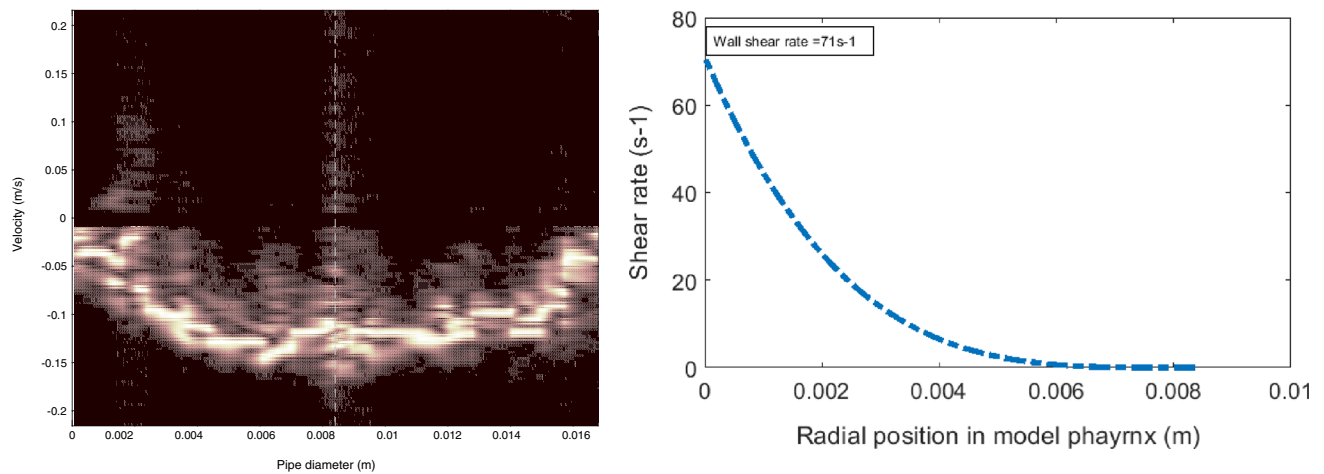 0.2
0.15
0.1
0.05
0
-0.05
-0.1
-0.15
-0.2
Velocity (m/s)
0 0.002 0.004 0.006 0.008 0.010 0.012 0.014 0.016
Pipe diameter (m)
80
60
40
20
0
Shear rate (s-1)
Wall shear rate =71s-1
0 0.002 0.004 0.006 0.008 0.01
Radial position in model phayrnx (m)